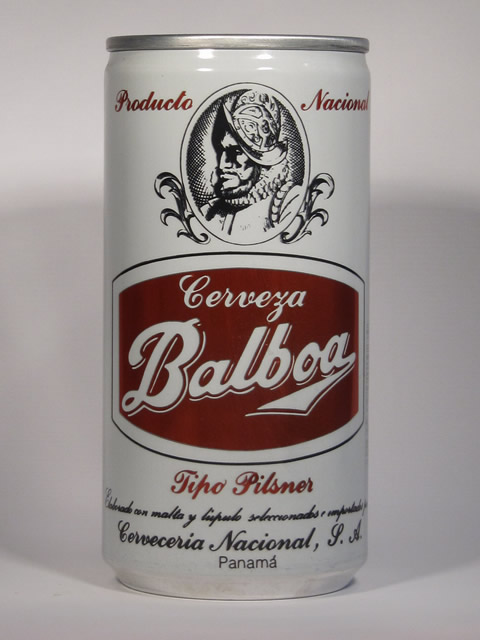 Producto Nacional
Cerveza
Balboa
Tipo Pilsner
Elaborado con malta y lúpulo seleccionados e importados
Cervecería Nacional, S. A.
Panamá